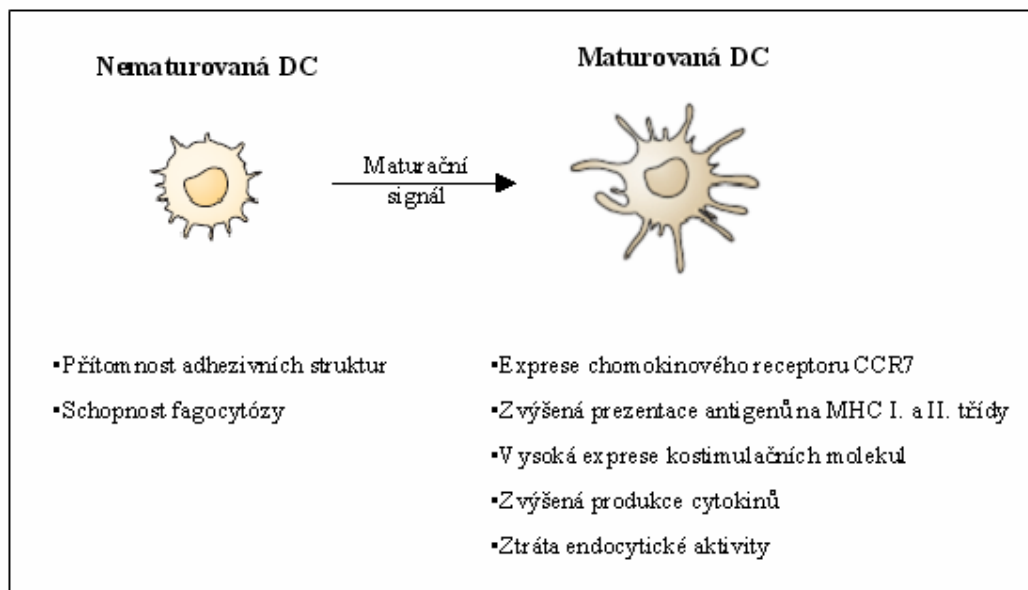 Nematurovaná DC
Maturovaná DC
Maturační
signál
▪Přítomnost adhezivních struktur
▪Schopnost fagocytózy
▪Exprese chomokinového receptoru CCR7
▪Zvýšená prezentace antigenů na MHC I. a II. třídy
▪Vysoká exprese kostimulačních molekul
▪Zvýšená produkce cytokinů
▪Ztráta endocytické aktivity